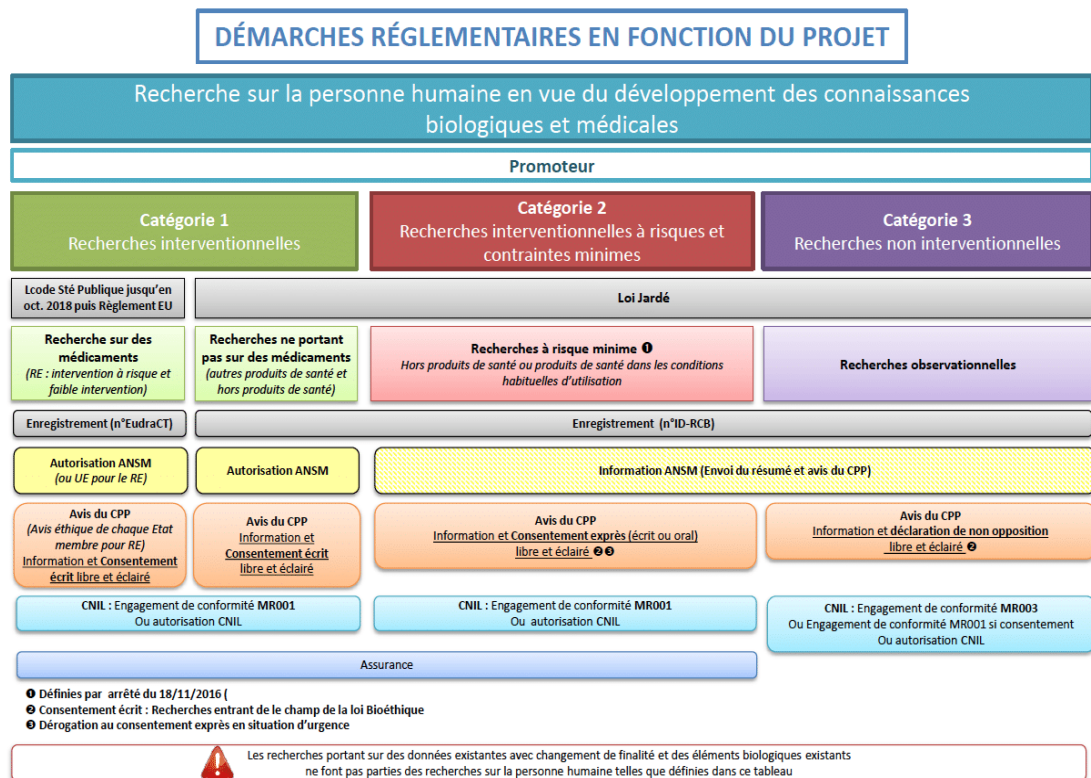 DÉMARCHES RÉGLEMENTAIRES EN FONCTION DU PROJET
Recherche sur la personne humaine en vue du développement des connaissances
biologiques et médicales
Promoteur
Catégorie 1
Recherches interventionnelles
Catégorie 2
Recherches interventionnelles à risques et
contraintes minimes
Catégorie 3
Recherches non interventionnelles
Lcode Sté Publique jusqu'en
oct. 2018 puis Règlement EU
Loi Jardé
Recherche sur des
médicaments
(RE : intervention à risque et
faible intervention)
Recherches ne portant
pas sur des médicaments
(autres produits de santé et
hors produits de santé)
Recherches à risque minime ❶
Hors produits de santé ou produits de santé dans les conditions
habituelles d'utilisation
Recherches observationnelles
Enregistrement (n°EudraCT)
Enregistrement (n°ID-RCB)
Autorisation ANSM
(ou UE pour le RE)
Autorisation ANSM
Information ANSM (Envoi du résumé et avis du CPP)
Avis du CPP
(Avis éthique de chaque Etat
membre pour RE)
Information et Consentement
écrit libre et éclairé
Avis du CPP
Information et
Consentement écrit
libre et éclairé
Avis du CPP
Information et Consentement exprès (écrit ou oral)
libre et éclairé ❷❸
Avis du CPP
Information et déclaration de non opposition
libre et éclairé ❷
CNIL : Engagement de conformité MR001
Ou autorisation CNIL
CNIL : Engagement de conformité MR001
Ou autorisation CNIL
CNIL : Engagement de conformité MR003
Ou Engagement de conformité MR001 si consentement
Ou autorisation CNIL
Assurance
❶ Définies par arrêté du 18/11/2016 (
❷ Consentement écrit : Recherches entrant de le champ de la loi Bioéthique
❸ Dérogation au consentement exprès en situation d'urgence
Les recherches portant sur des données existantes avec changement de finalité et des éléments biologiques existants
ne font pas parties des recherches sur la personne humaine telles que définies dans ce tableau